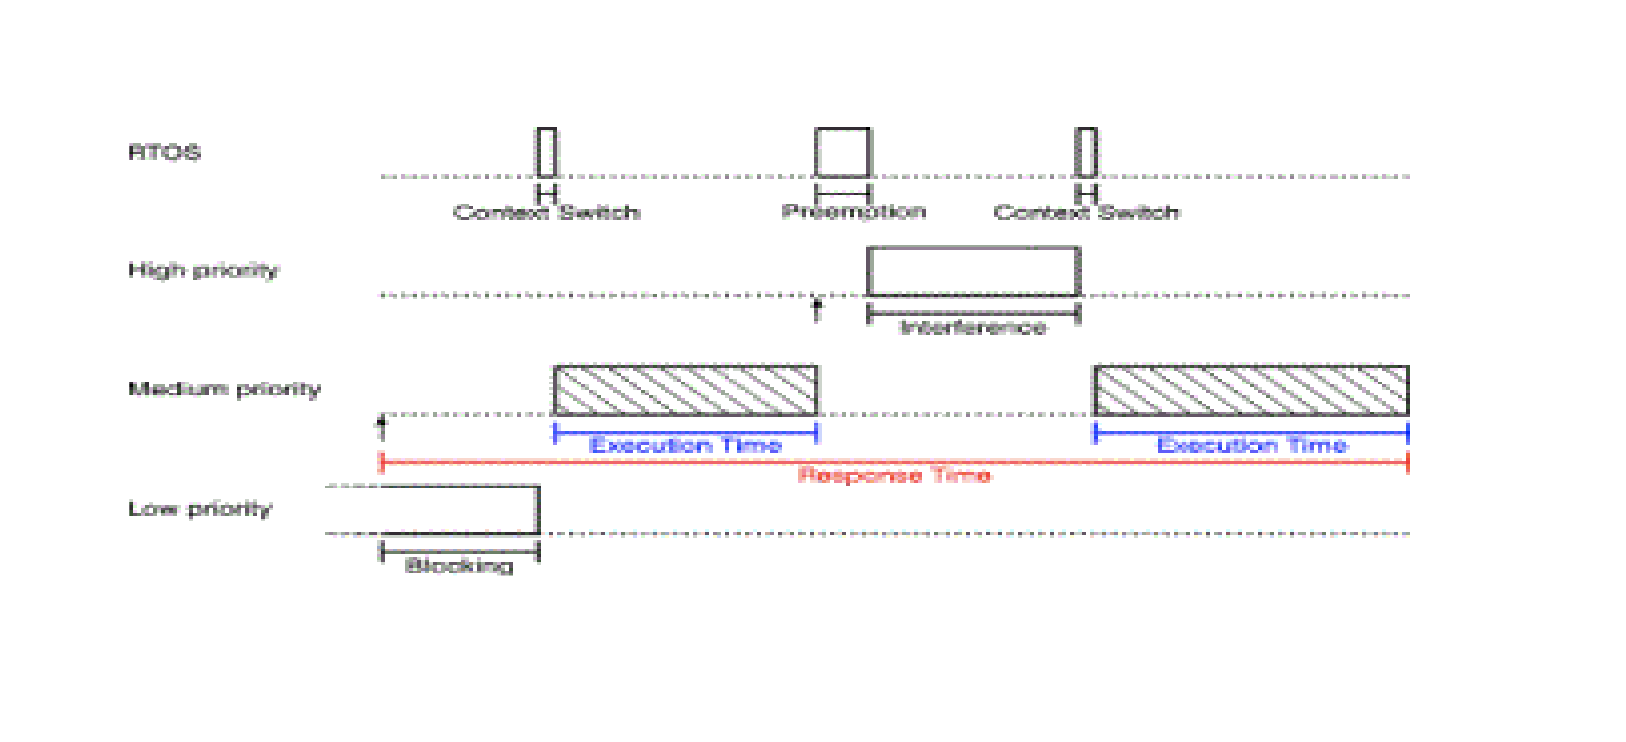 RTOS
Context Switch
Preemption
Context Switch
High priority
Interference
Medium priority
Execution Time
Execution Time
Response Time
Low priority
Blocking